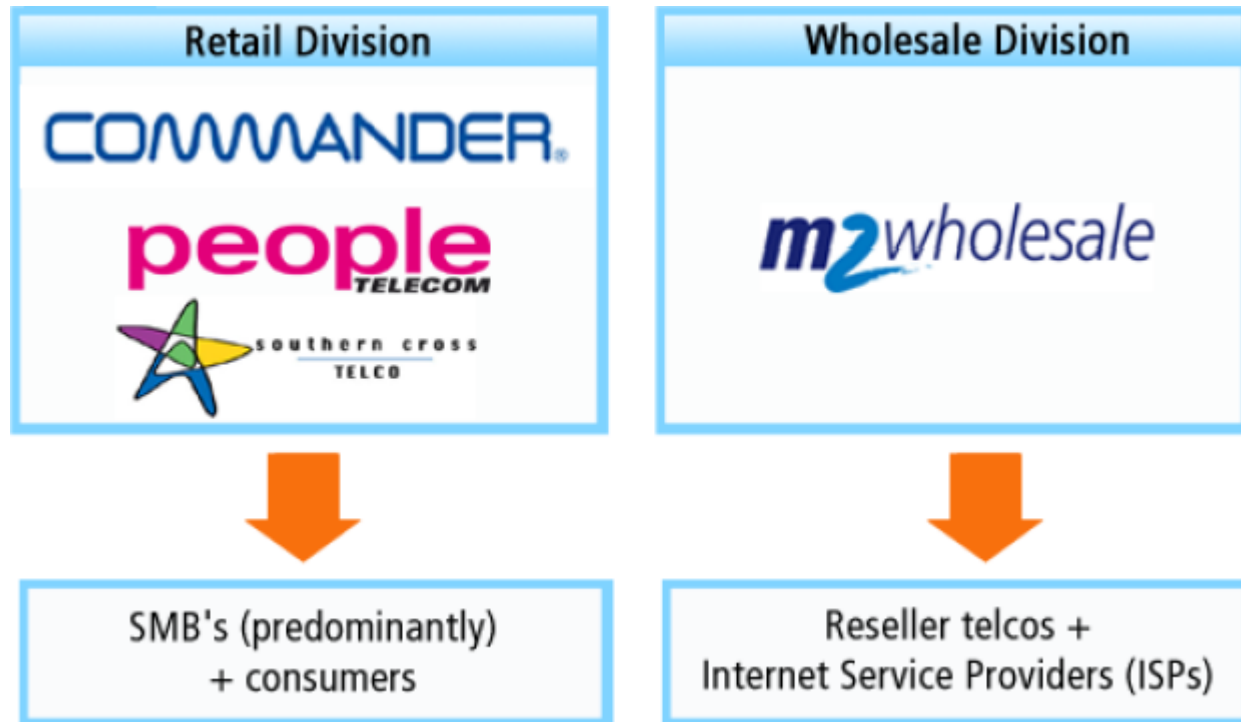 Retail Division
COMMANDER®
people
TELECOM
southern cross
TELCO
SMB's (predominantly)
+ consumers
Wholesale Division
m2wholesale
Reseller telcos +
Internet Service Providers (ISPs)